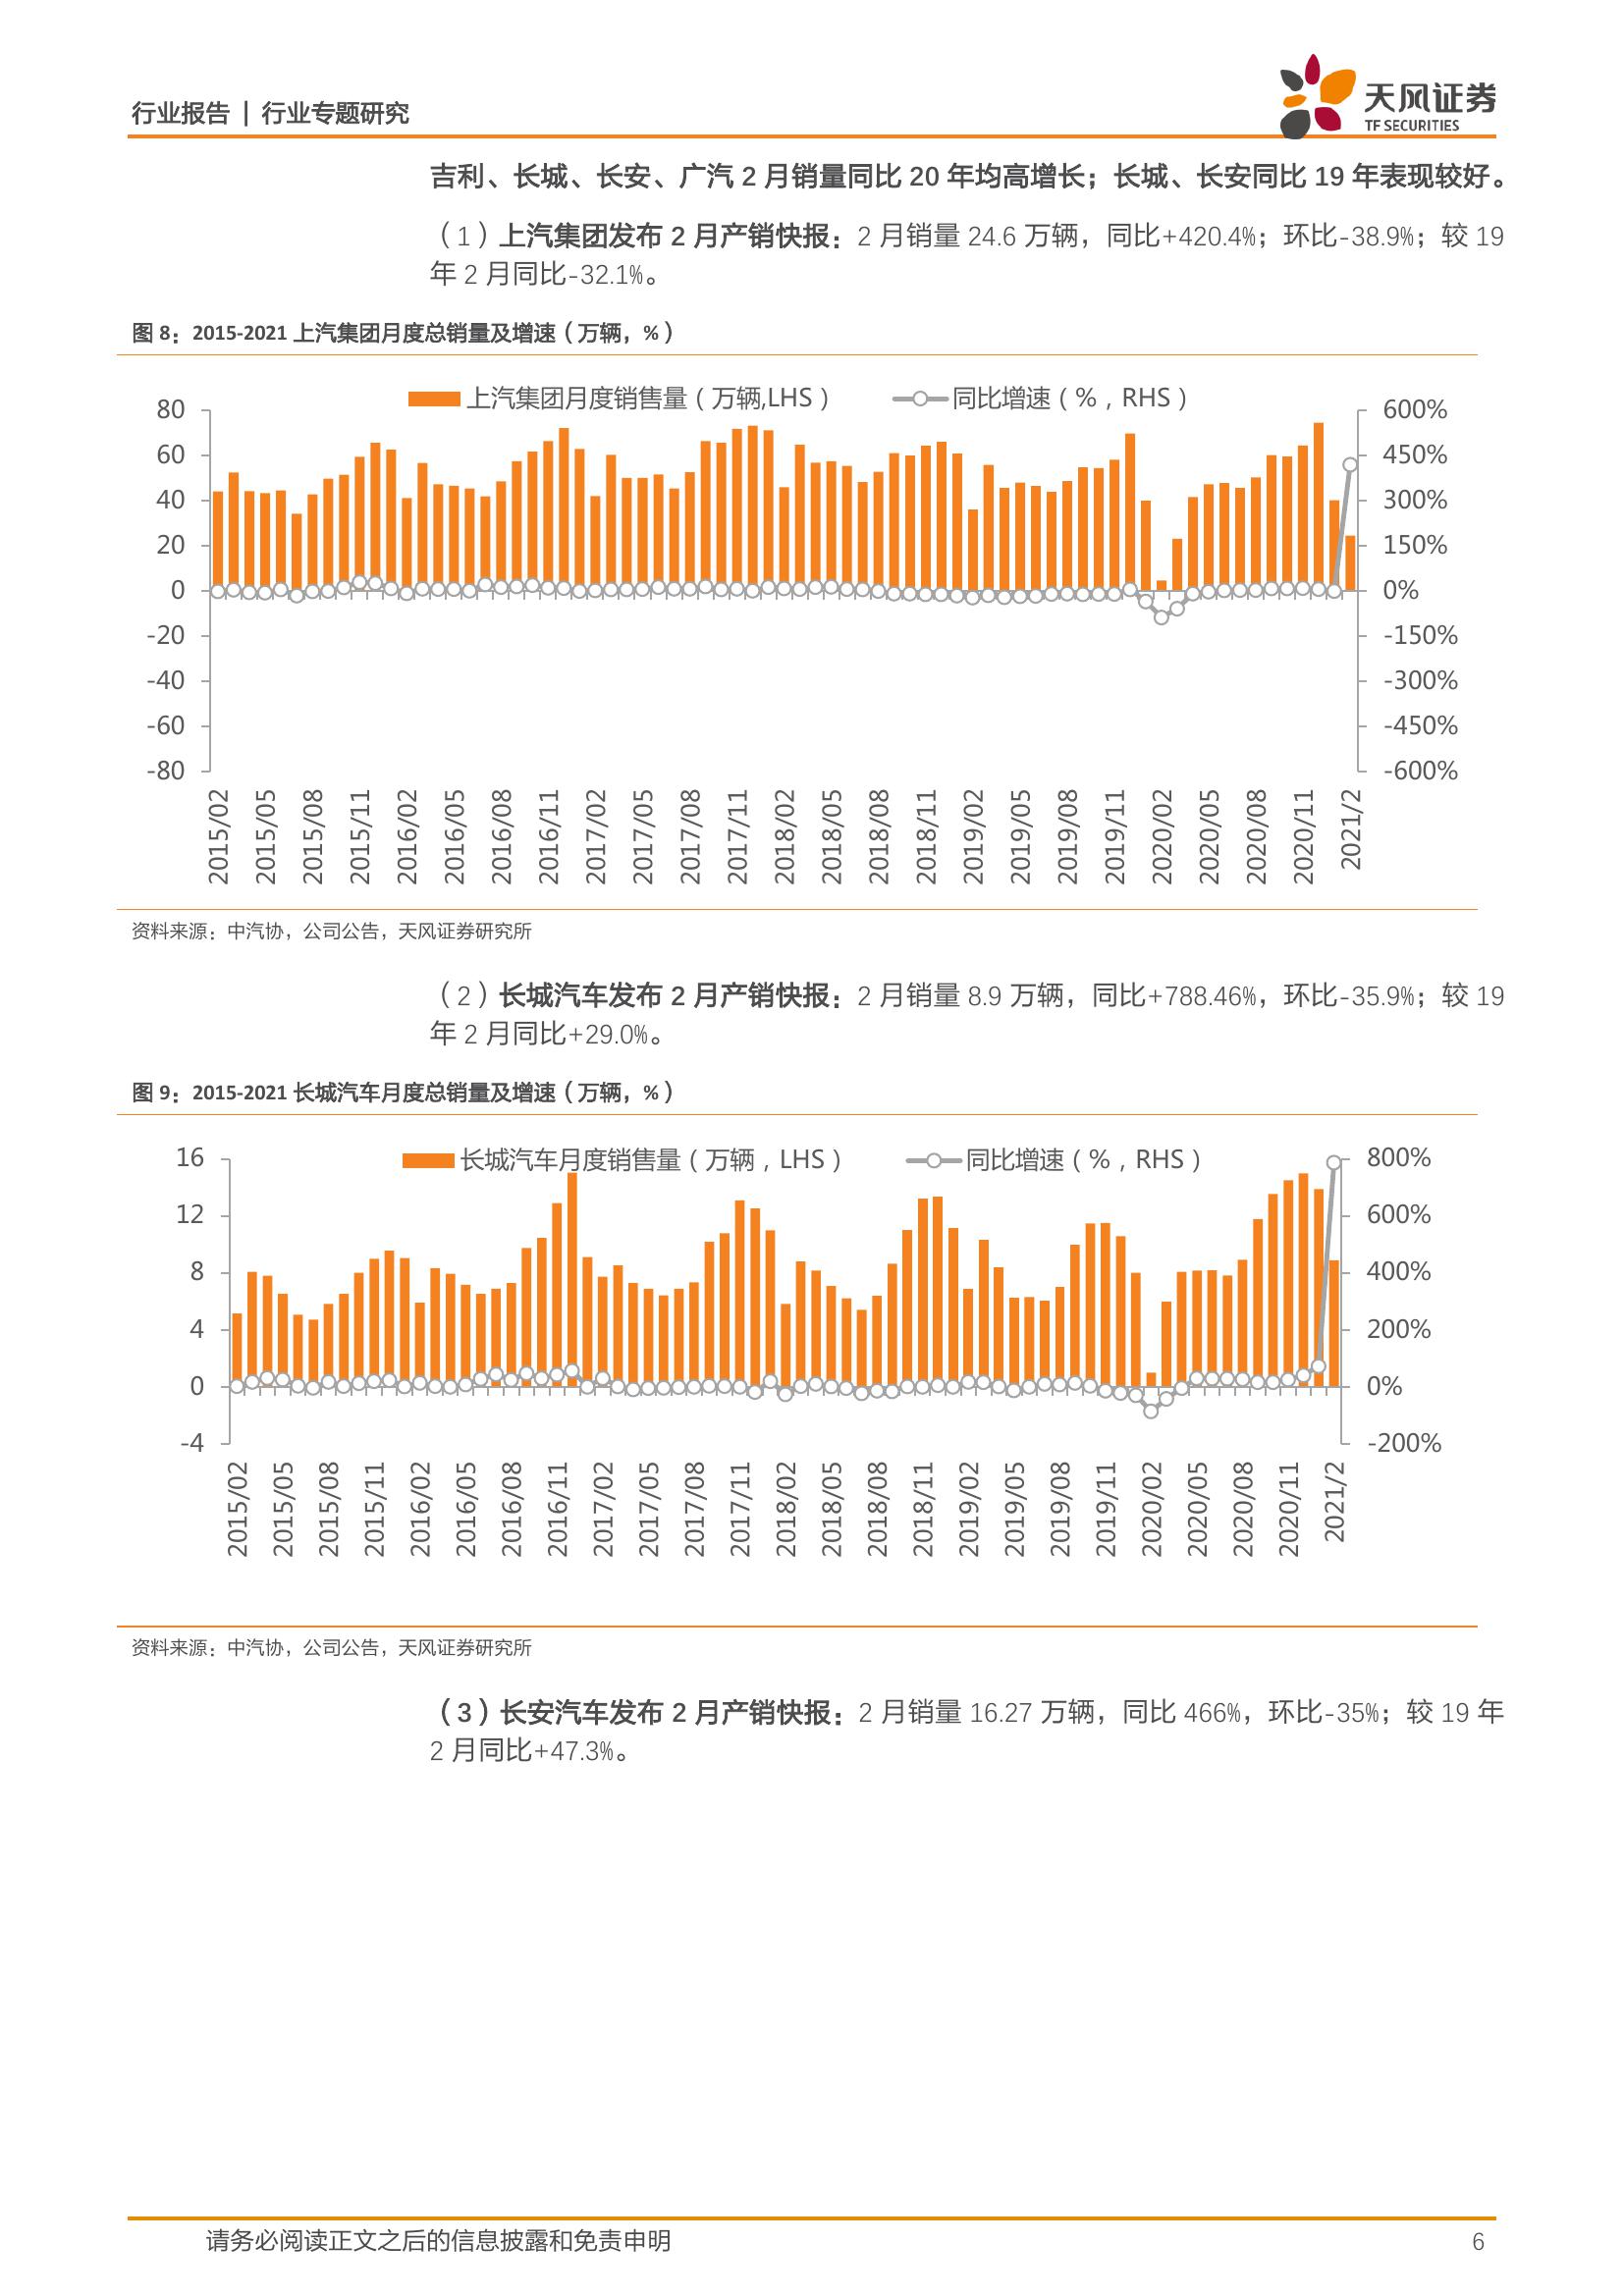 行业报告 | 行业专题研究
天风证券
TF SECURITIES
吉利、长城、长安、广汽 2 月销量同比 20 年均高增长；长城、长安同比 19 年表现较好。
（1）上汽集团发布 2 月产销快报：2 月销量 24.6 万辆，同比+420.4%；环比-38.9%；较 19
年 2 月同比-32.1%。
图 8：2015-2021 上汽集团月度总销量及增速（万辆，%）
上汽集团月度销售量（万辆,LHS） 同比增速（%，RHS）
80 600%
60 450%
40 300%
20 150%
0 0%
-20 -150%
-40 -300%
-60 -450%
-80 -600%
2015/02 2015/05 2015/08 2015/11 2016/02 2016/05 2016/08 2016/11 2017/02 2017/05 2017/08 2017/11 2018/02 2018/05 2018/08 2018/11 2019/02 2019/05 2019/08 2019/11 2020/02 2020/05 2020/08 2020/11 2021/2
资料来源：中汽协，公司公告，天风证券研究所
（2）长城汽车发布 2 月产销快报：2 月销量 8.9 万辆，同比+788.46%，环比-35.9%；较 19
年 2 月同比+29.0%。
图 9：2015-2021 长城汽车月度总销量及增速（万辆，%）
长城汽车月度销售量（万辆，LHS） 同比增速（%，RHS）
16 800%
12 600%
8 400%
4 200%
0 0%
-4 -200%
2015/02 2015/05 2015/08 2015/11 2016/02 2016/05 2016/08 2016/11 2017/02 2017/05 2017/08 2017/11 2018/02 2018/05 2018/08 2018/11 2019/02 2019/05 2019/08 2019/11 2020/02 2020/05 2020/08 2020/11 2021/2
资料来源：中汽协，公司公告，天风证券研究所
（3）长安汽车发布 2 月产销快报：2 月销量 16.27 万辆，同比 466%，环比-35%；较 19 年
2 月同比+47.3%。
请务必阅读正文之后的信息披露和免责申明 6